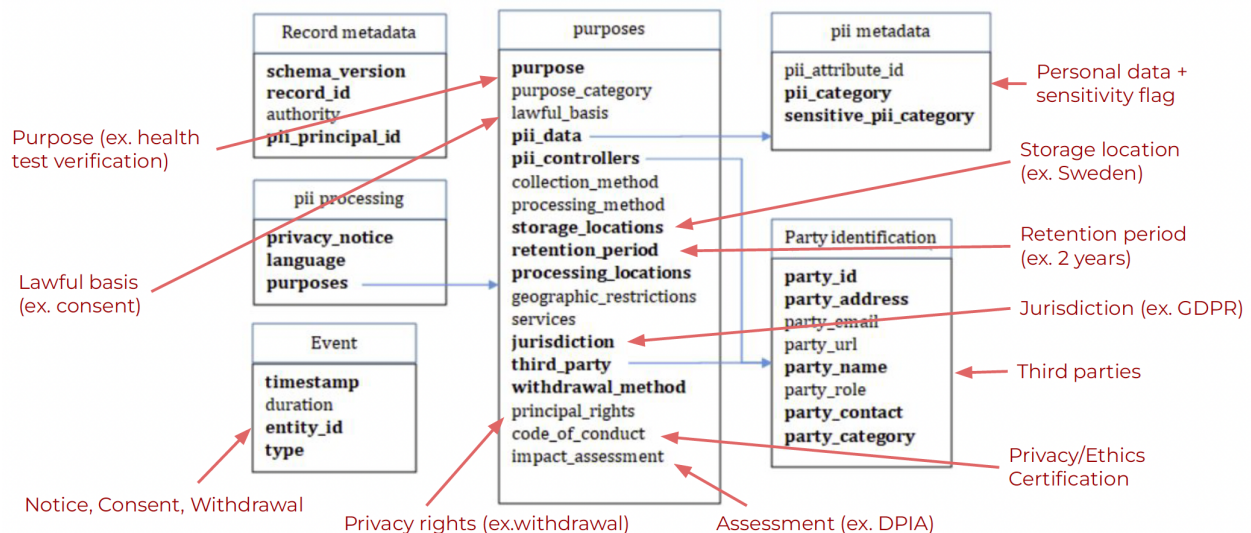 Record metadata
schema_version
record_id
authority
pii_principal_id
pii processing
privacy_notice
language
purposes
Event
timestamp
duration
entity_id
type
purposes
purpose
purpose_category
lawful_basis
pii_data
pii_controllers
collection_method
processing_method
storage_locations
retention_period
processing_locations
geographic_restrictions
services
jurisdiction
third_party
withdrawal_method
principal_rights
code_of_conduct
impact_assessment
pii metadata
pii_attribute_id
pii_category
sensitive_pii_category
Party identification
party_id
party_address
party_email
party_url
party_name
party_role
party_contact
party_category
Purpose (ex. health
test verification)
Lawful basis
(ex. consent)
Notice, Consent, Withdrawal
Privacy rights (ex.withdrawal)
Assessment (ex. DPIA)
Personal data +
sensitivity flag
Storage location
(ex. Sweden)
Retention period
(ex. 2 years)
Jurisdiction (ex. GDPR)
Third parties
Privacy/Ethics
Certification